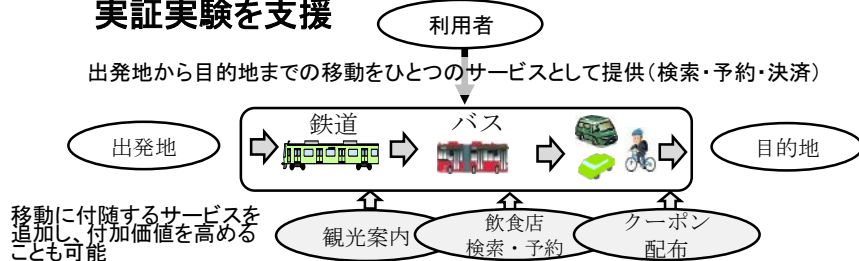 実証実験を支援
利用者
出発地から目的地までの移動をひとつのサービスとして提供(検索・予約・決済)
鉄道
バス
出発地
目的地
移動に付随するサービスを
追加し、付加価値を高める
ことも可能
観光案内
飲食店
検索・予約
クーポン
配布